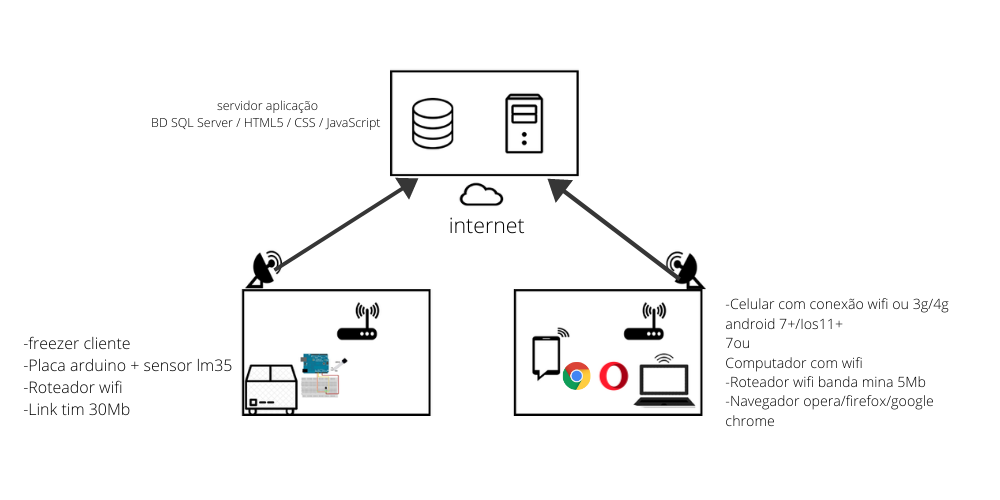 servidor aplicação
BD SQL Server / HTML5 / CSS / JavaScript
internet
-freezer cliente
-Placa arduino + sensor lm35
-Roteador wifi
-Link tim 30Mb
-Celular com conexão wifi ou 3g/4g
android 7+/Ios11+
7ou
Computador com wifi
-Roteador wifi banda mina 5Mb
-Navegador opera/firefox/google
chrome